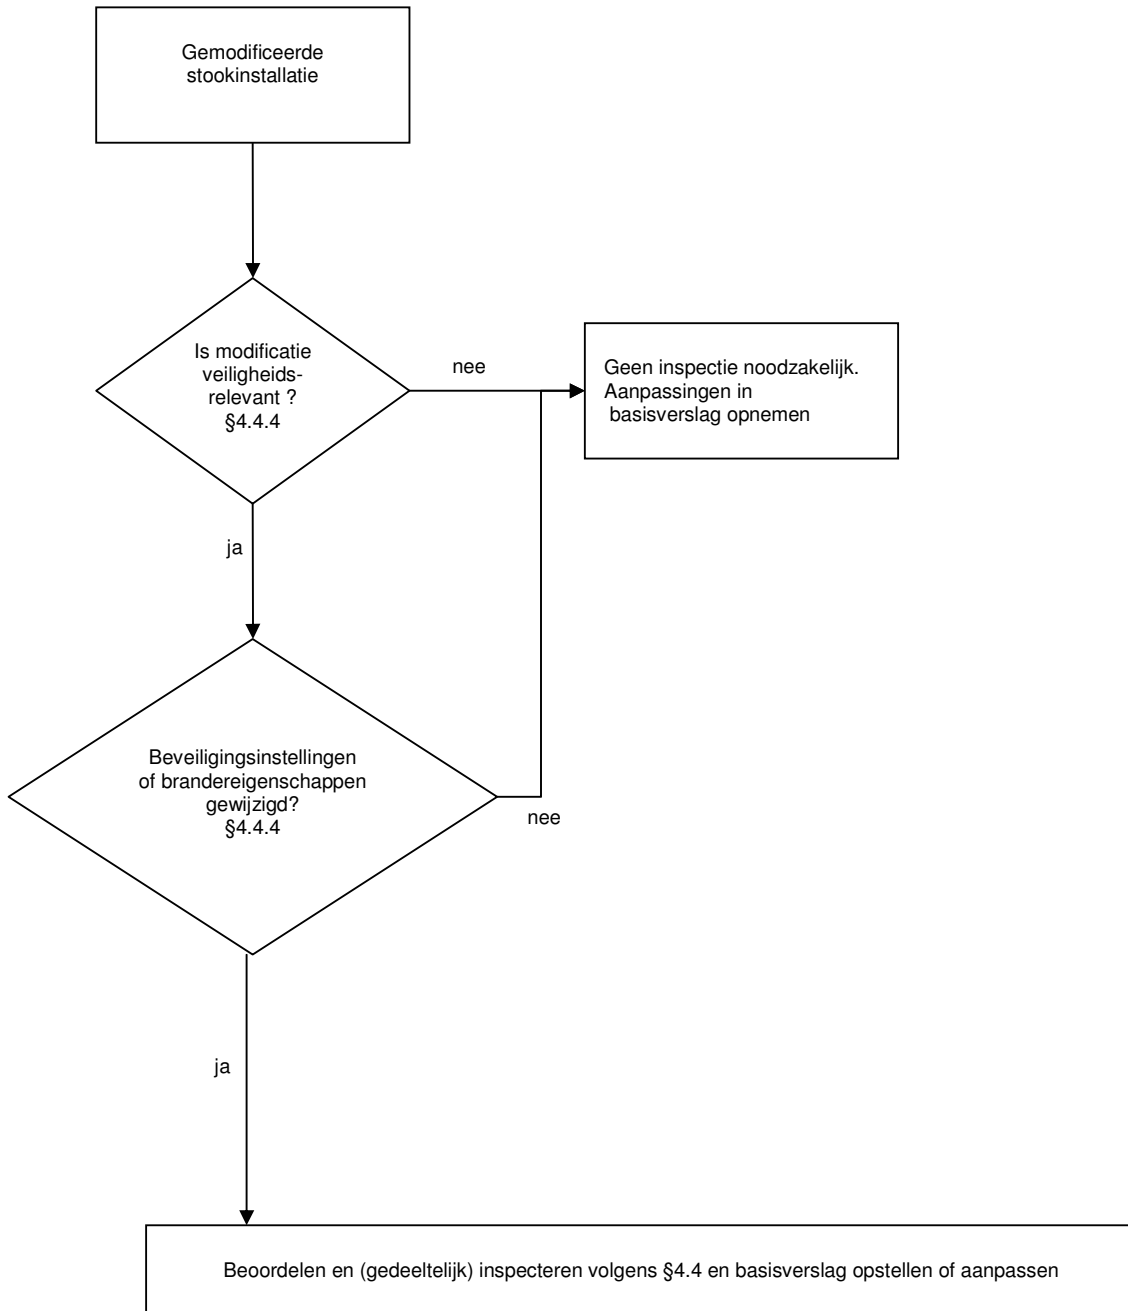 Gemodificeerde
stookinstallatie
Is modificatie
veiligheids-
relevant ?
§4.4.4
nee
Geen inspectie noodzakelijk.
Aanpassingen in
basisverslag opnemen
ja
Beveiligingsinstellingen
of brandereigenschappen
gewijzigd?
§4.4.4
nee
ja
Beoordelen en (gedeeltelijk) inspecteren volgens §4.4 en basisverslag opstellen of aanpassen